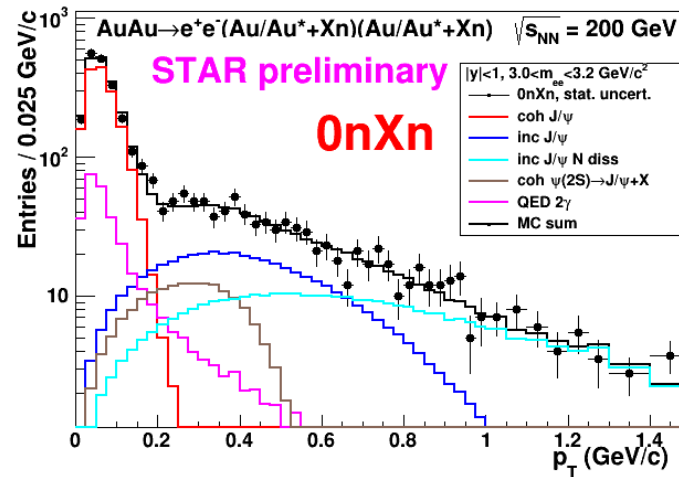 AuAu→e⁺e⁻(Au/Au*+Xn)(Au/Au*+Xn) √s_NN = 200 GeV
STAR preliminary
0nXn
|y|<1, 3.0<m_ee<3.2 GeV/c²
0nXn, stat. uncert.
coh J/ψ
inc J/ψ
inc J/ψ N diss
coh ψ(2S)→J/ψ+X
QED 2γ
MC sum
Entries / 0.025 GeV/c
10³
10²
10
0 0.2 0.4 0.6 0.8 1 1.2 1.4
p_T (GeV/c)